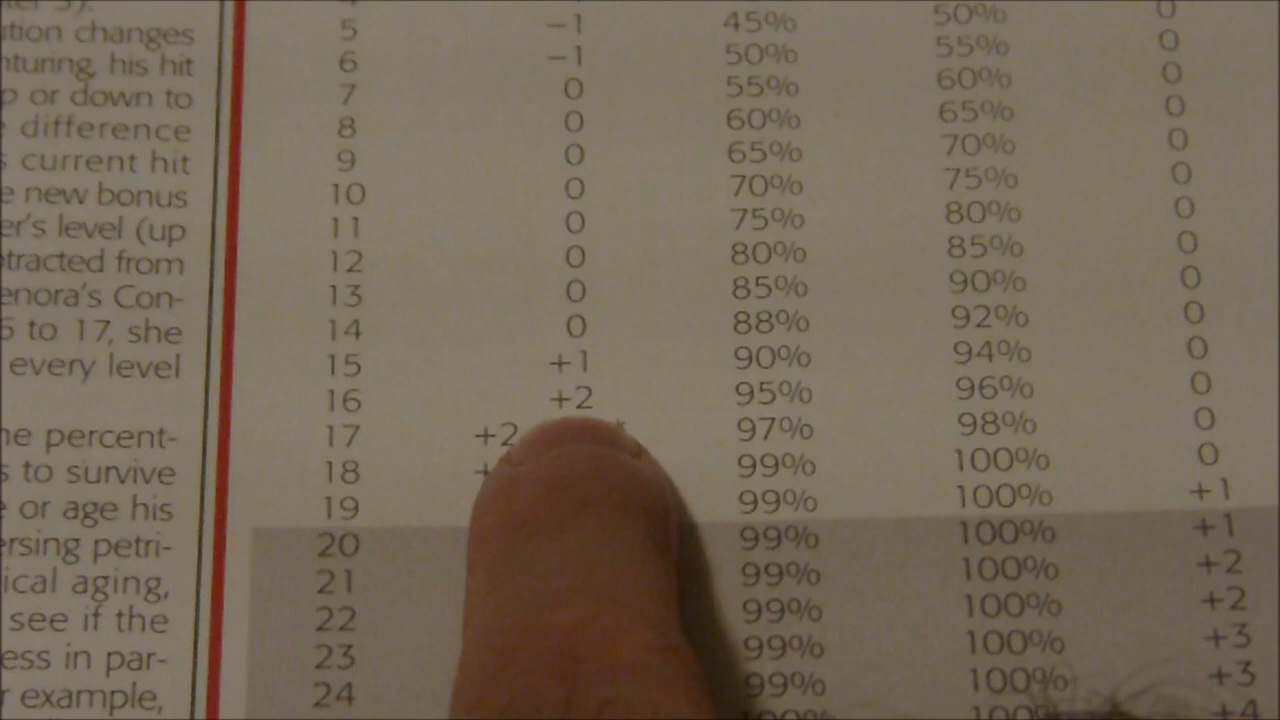 ution changes
nturing, his hit
p or down to
difference
s current hit
e new bonus
er's level (up
tracted from
enora's Con-
6 to 17, she
every level
he percent-
s to survive
e or age his
ersing petri-
ical aging,
see if the
ess in par-
r example,
5 −1 45% 50% 0
6 −1 50% 55% 0
7 0 55% 60% 0
8 0 60% 65% 0
9 0 65% 70% 0
10 0 70% 75% 0
11 0 75% 80% 0
12 0 80% 85% 0
13 0 85% 90% 0
14 0 88% 92% 0
15 +1 90% 94% 0
16 +2 95% 96% 0
17 +2 * 97% 98% 0
18 + 99% 100% 0
19 99% 100% +1
20 99% 100% +1
21 99% 100% +2
22 99% 100% +2
23 99% 100% +3
24 99% 100% +3
100% 100% +4